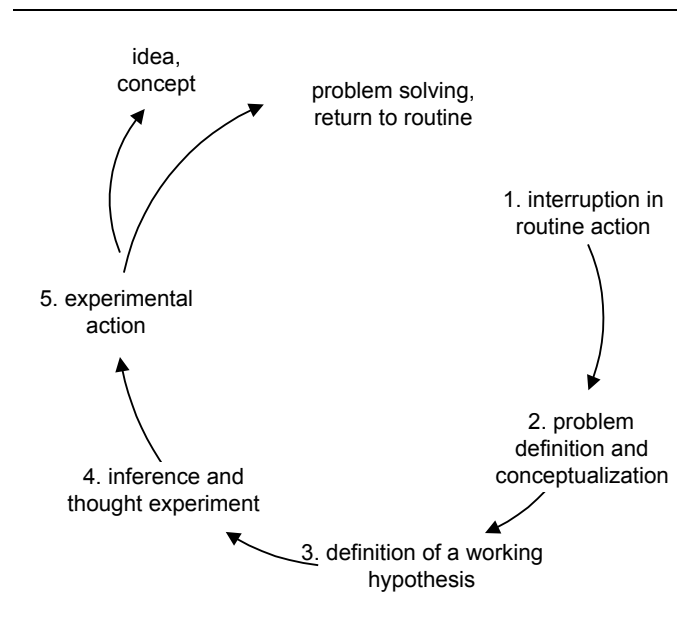 idea,
concept
problem solving,
return to routine
1. interruption in
routine action
2. problem
definition and
conceptualization
3. definition of a working
hypothesis
4. inference and
thought experiment
5. experimental
action